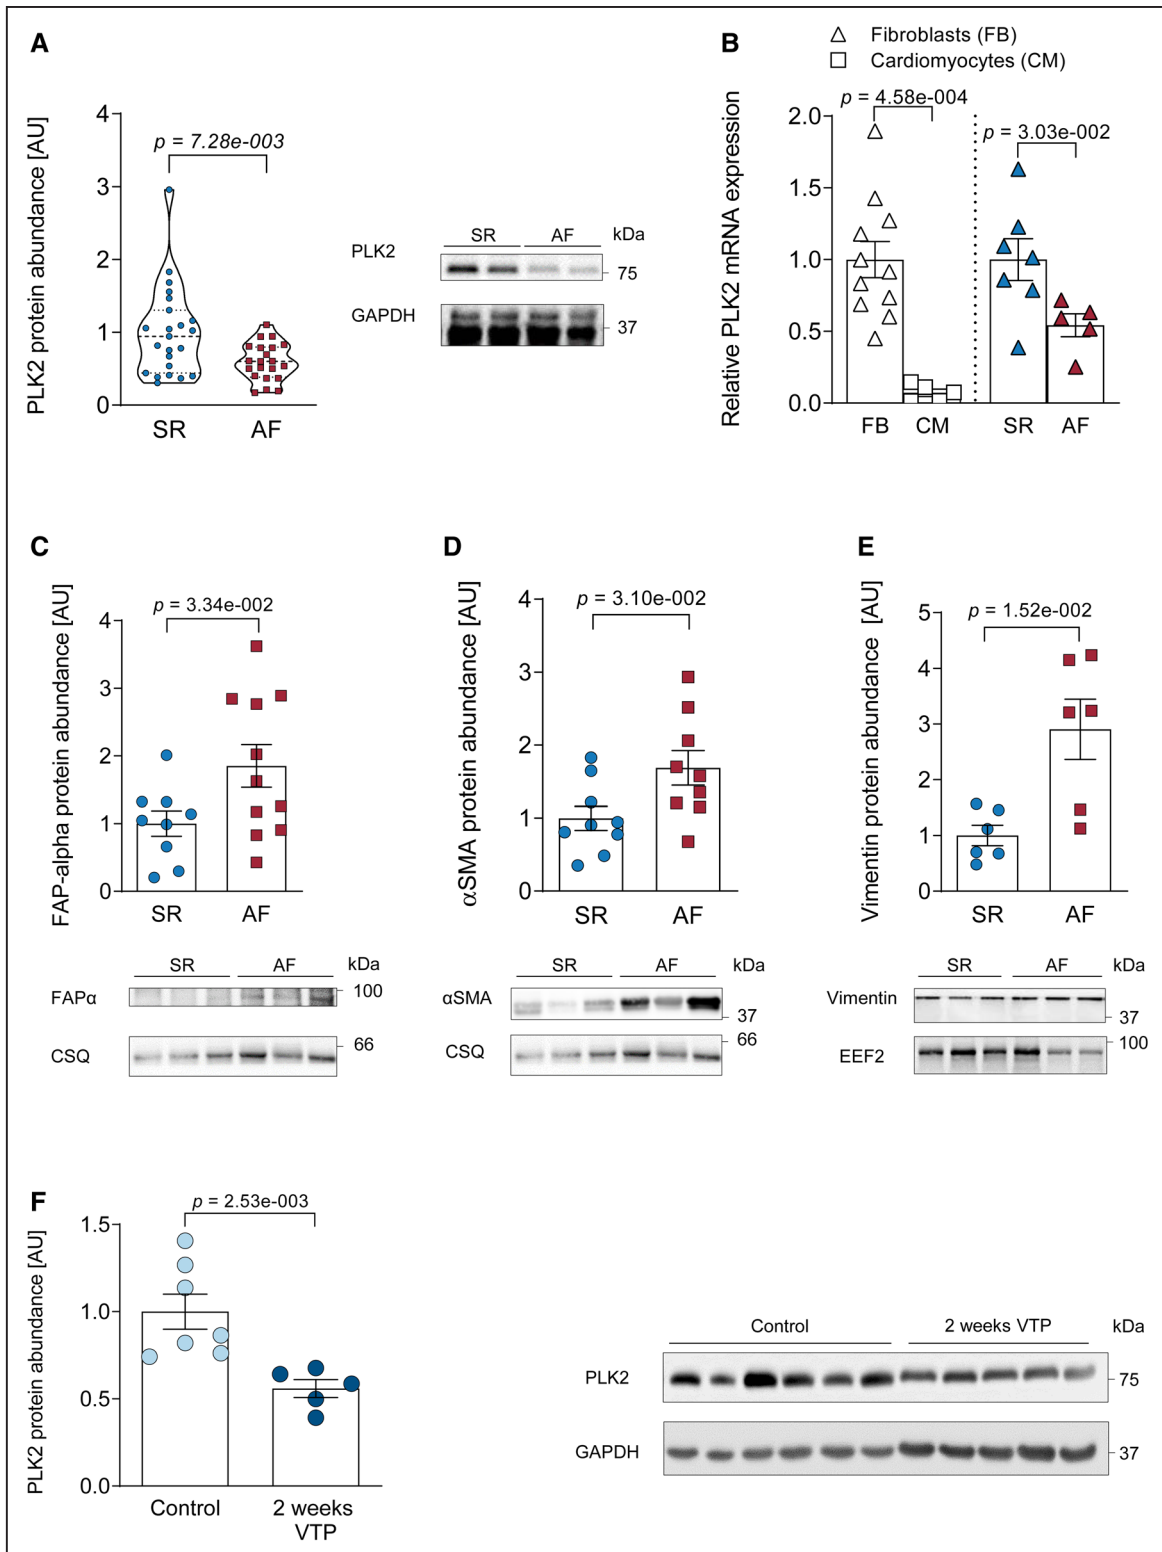 A
PLK2 protein abundance [AU]
4
3
2
1
0
p = 7.28e-003
SR
AF
SR
AF
kDa
PLK2
75
GAPDH
37
B
Fibroblasts (FB)
Cardiomyocytes (CM)
Relative PLK2 mRNA expression
2.0
1.5
1.0
0.5
0.0
p = 4.58e-004
p = 3.03e-002
FB
CM
SR
AF
C
FAP-alpha protein abundance [AU]
4
3
2
1
0
p = 3.34e-002
SR
AF
SR
AF
kDa
FAPα
100
CSQ
66
D
αSMA protein abundance [AU]
4
3
2
1
0
p = 3.10e-002
SR
AF
SR
AF
kDa
αSMA
37
CSQ
66
E
Vimentin protein abundance [AU]
5
4
3
2
1
0
p = 1.52e-002
SR
AF
SR
AF
kDa
Vimentin
37
EEF2
100
F
PLK2 protein abundance [AU]
1.5
1.0
0.5
0.0
p = 2.53e-003
Control
2 weeks
VTP
Control
2 weeks VTP
kDa
PLK2
75
GAPDH
37